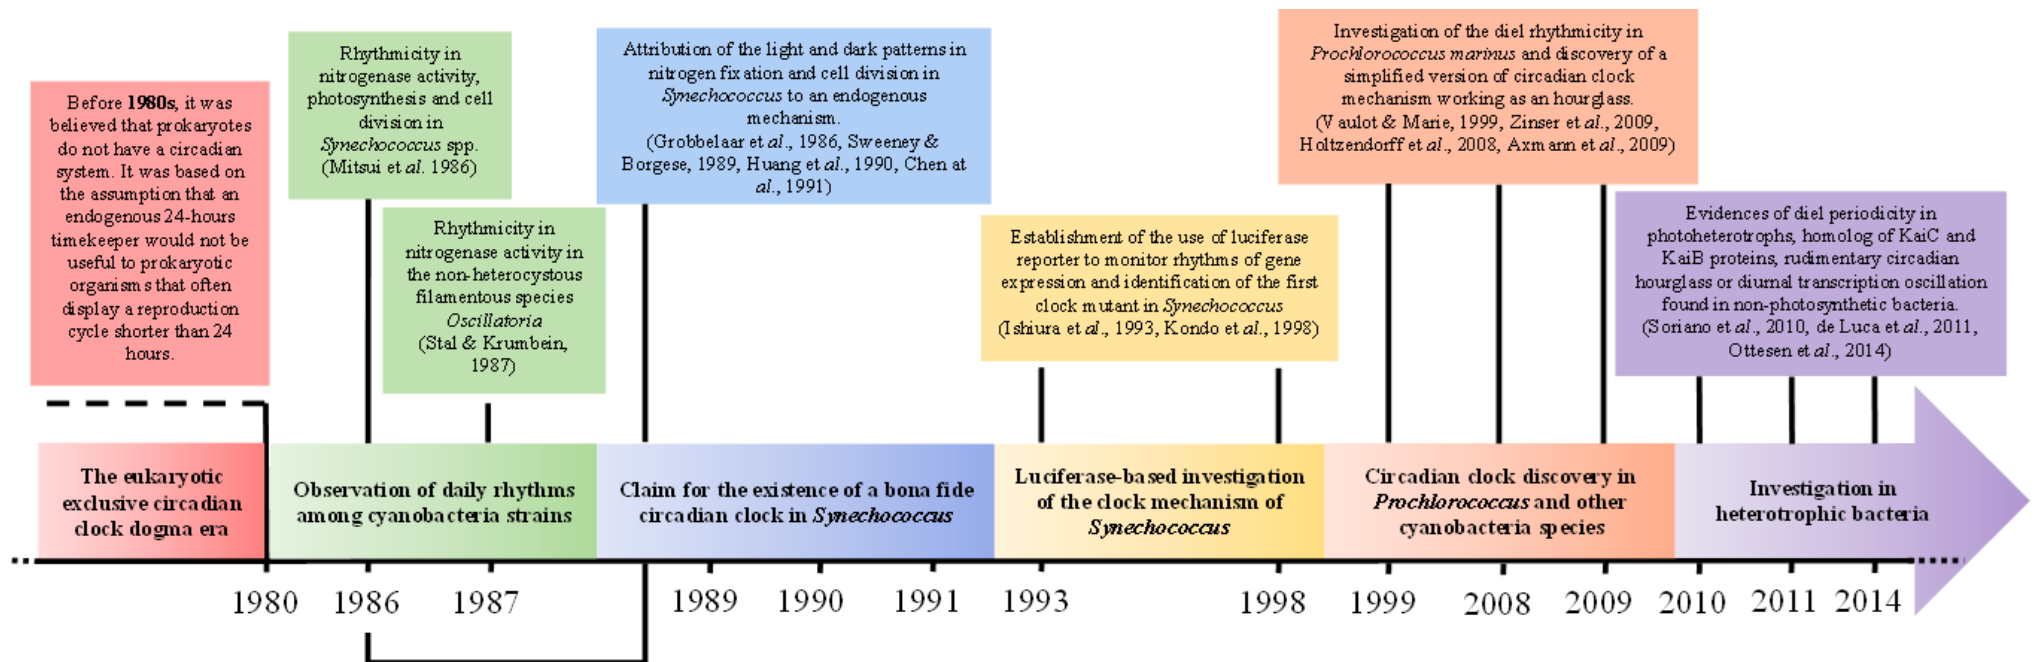 Before 1980s, it was
believed that prokaryotes
do not have a circadian
system. It was based on
the assumption that an
endogenous 24-hours
timekeeper would not be
useful to prokaryotic
organisms that often
display a reproduction
cycle shorter than 24
hours.
Rhythmicity in
nitrogenase activity,
photosynthesis and cell
division in
Synechococcus spp.
(Mitsui et al. 1986)
Rhythmicity in
nitrogenase activity in
the non-heterocystous
filamentous species
Oscillatoria
(Stal & Krumbein,
1987)
Attribution of the light and dark patterns in
nitrogen fixation and cell division in
Synechococcus to an endogenous
mechanism.
(Grobbelaar et al., 1986, Sweeney &
Borgese, 1989, Huang et al., 1990, Chen at
al., 1991)
Establishment of the use of luciferase
reporter to monitor rhythms of gene
expression and identification of the first
clock mutant in Synechococcus
(Ishiura et al., 1993, Kondo et al., 1998)
Investigation of the diel rhythmicity in
Prochlorococcus marinus and discovery of a
simplified version of circadian clock
mechanism working as an hourglass.
(Vaulot & Marie, 1999, Zinser et al., 2009,
Holtzendorff et al., 2008, Axmann et al., 2009)
Evidences of diel periodicity in
photoheterotrophs, homolog of KaiC and
KaiB proteins, rudimentary circadian
hourglass or diurnal transcription oscillation
found in non-photosynthetic bacteria.
(Soriano et al., 2010, de Luca et al., 2011,
Ottesen et al., 2014)
The eukaryotic
exclusive circadian
clock dogma era
Observation of daily rhythms
among cyanobacteria strains
Claim for the existence of a bona fide
circadian clock in Synechococcus
Luciferase-based investigation
of the clock mechanism of
Synechococcus
Circadian clock discovery in
Prochlorococcus and other
cyanobacteria species
Investigation in
heterotrophic bacteria
1980 1986 1987 1989 1990 1991 1993 1998 1999 2008 2009 2010 2011 2014